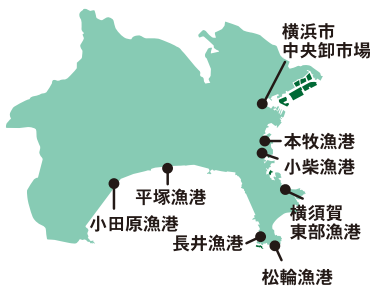 横浜市
中央卸市場
本牧漁港
小柴漁港
平塚漁港
横須賀
東部漁港
小田原漁港
長井漁港
松輪漁港